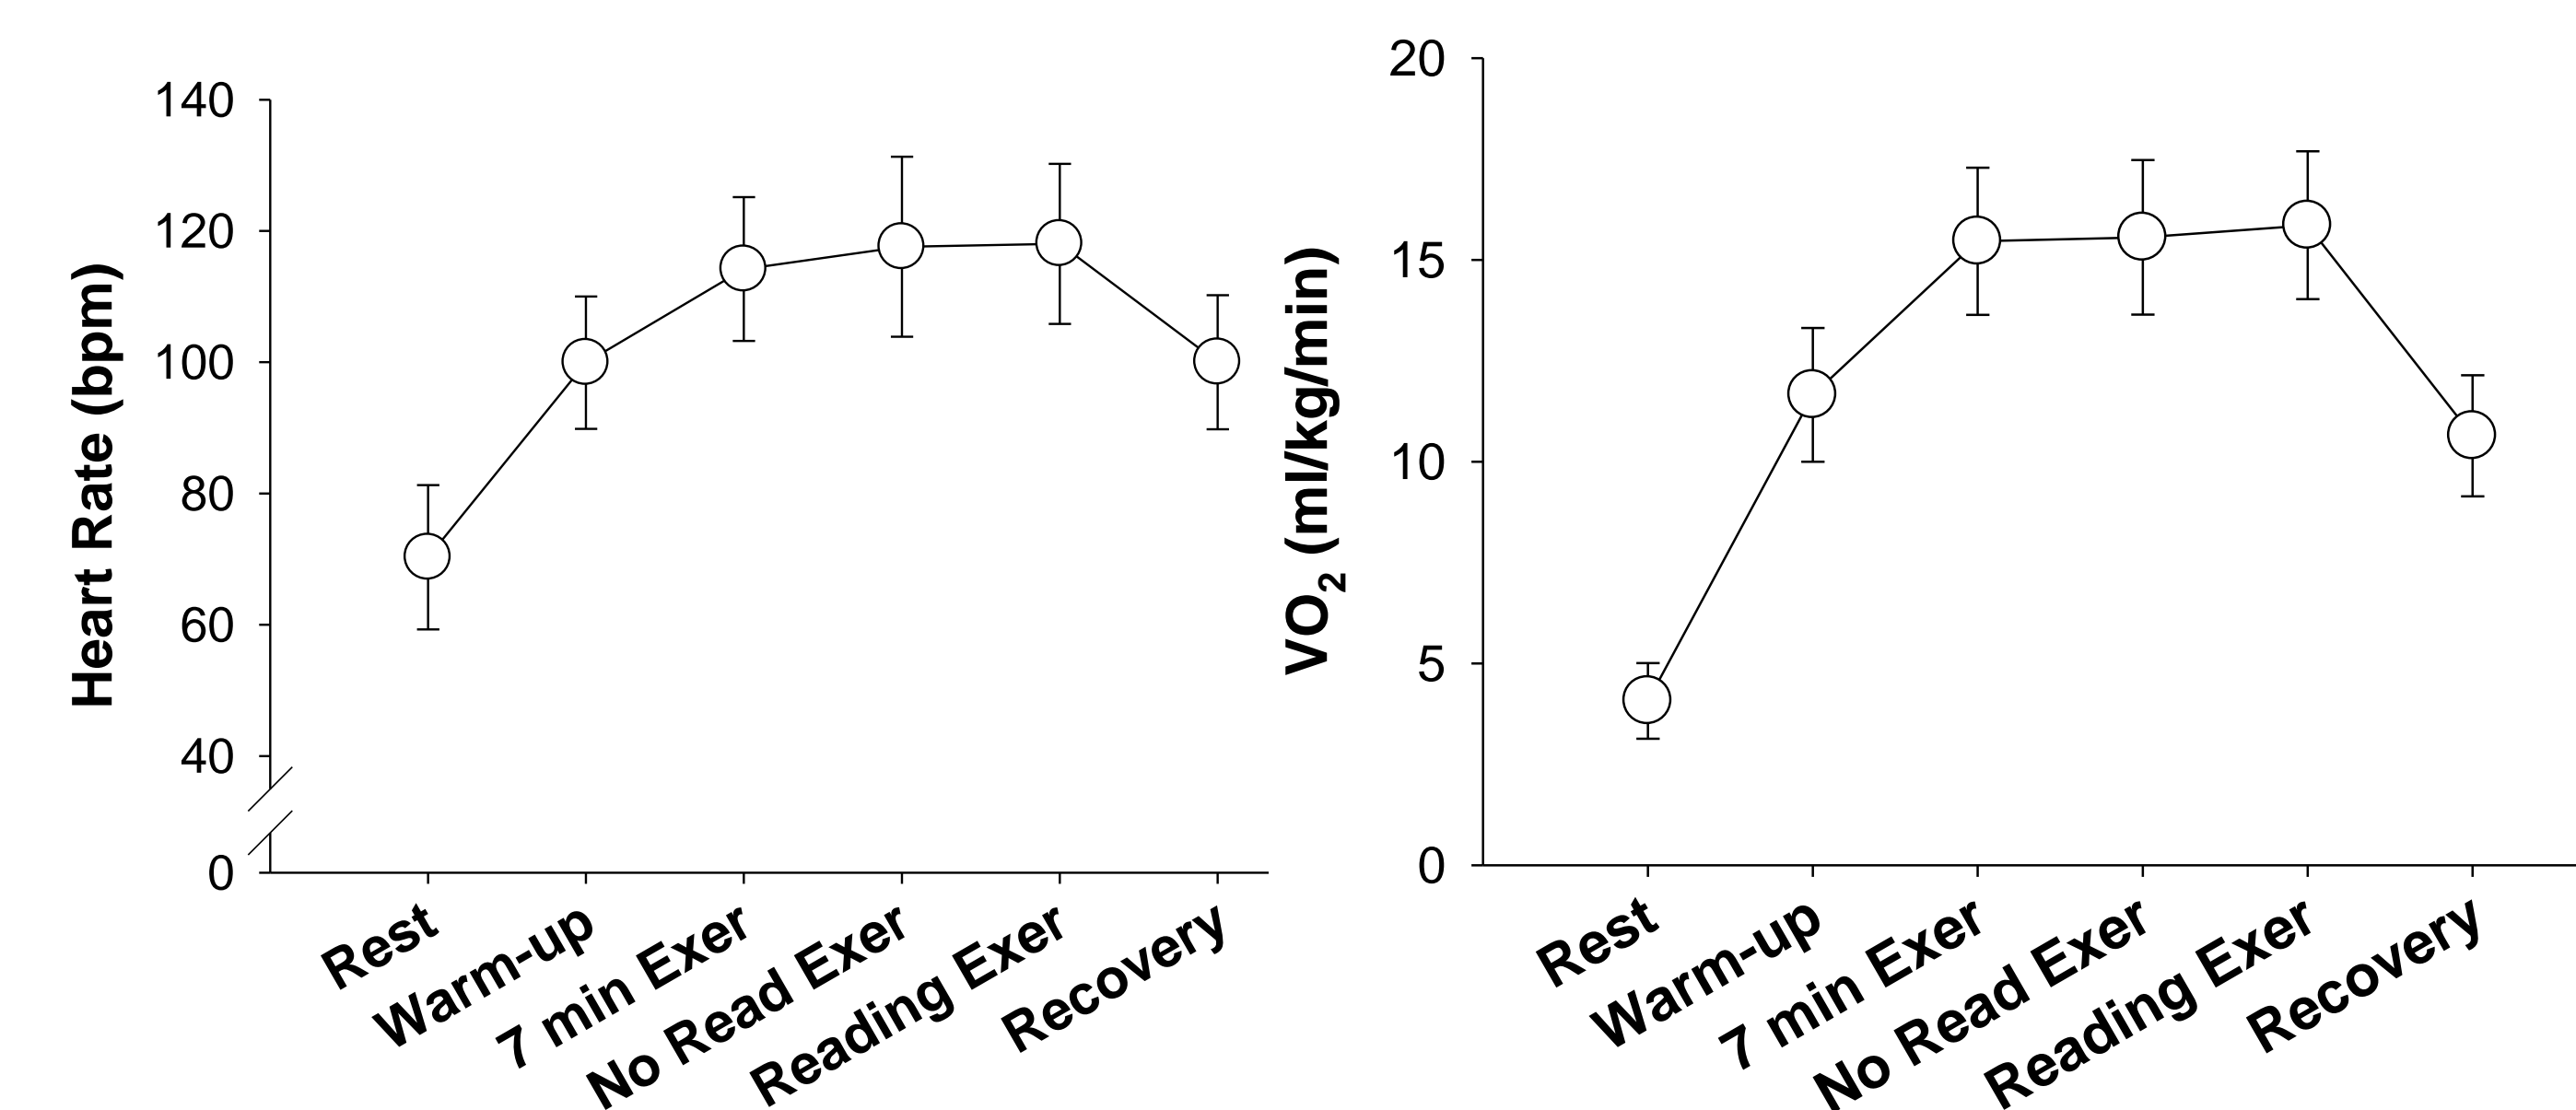 Heart Rate (bpm)
140
120
100
80
60
40
0
Rest
Warm-up
7 min Exer
No Read Exer
Reading Exer
Recovery
VO2 (ml/kg/min)
20
15
10
5
0
Rest
Warm-up
7 min Exer
No Read Exer
Reading Exer
Recovery